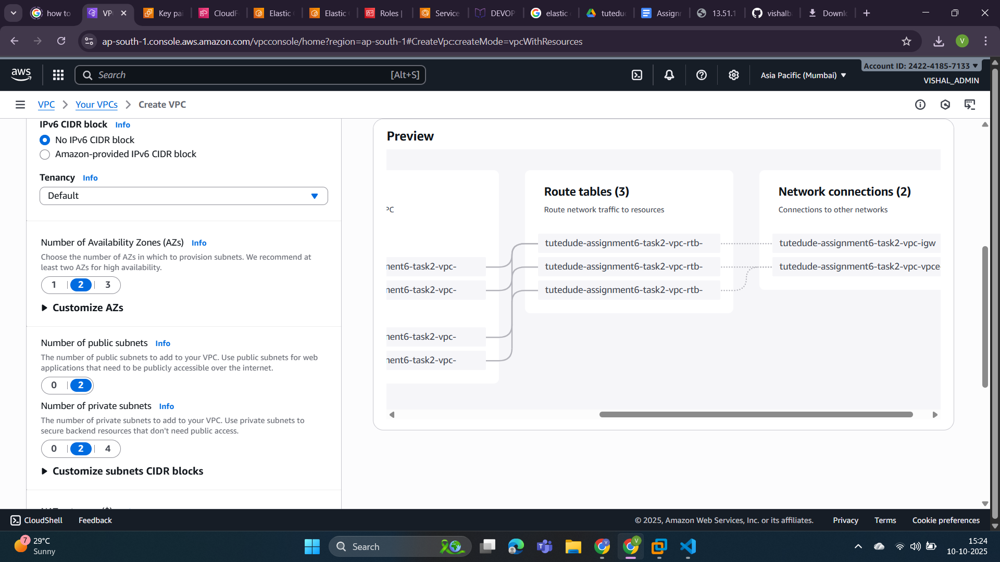 how to
VP
Key pai
CloudF
Elastic
Elastic
Roles |
Service
DEVOP
elastic
tutedud
Assignr
13.51.1
vishalb
Downlo
ap-south-1.console.aws.amazon.com/vpcconsole/home?region=ap-south-1#CreateVpc:createMode=vpcWithResources
V
aws
Search
[Alt+S]
Asia Pacific (Mumbai)
Account ID: 2422-4185-7133
VISHAL_ADMIN
VPC
Your VPCs
Create VPC
IPv6 CIDR block Info
No IPv6 CIDR block
Amazon-provided IPv6 CIDR block
Tenancy Info
Default
Number of Availability Zones (AZs) Info
Choose the number of AZs in which to provision subnets. We recommend at
least two AZs for high availability.
1 2 3
Customize AZs
Number of public subnets Info
The number of public subnets to add to your VPC. Use public subnets for web
applications that need to be publicly accessible over the internet.
0 2
Number of private subnets Info
The number of private subnets to add to your VPC. Use private subnets to
secure backend resources that don't need public access.
0 2 4
Customize subnets CIDR blocks
Preview
PC
nent6-task2-vpc-
nent6-task2-vpc-
nent6-task2-vpc-
nent6-task2-vpc-
Route tables (3)
Route network traffic to resources
tutedude-assignment6-task2-vpc-rtb-
tutedude-assignment6-task2-vpc-rtb-
tutedude-assignment6-task2-vpc-rtb-
Network connections (2)
Connections to other networks
tutedude-assignment6-task2-vpc-igw
tutedude-assignment6-task2-vpc-vpce-
CloudShell
Feedback
© 2025, Amazon Web Services, Inc. or its affiliates.
Privacy
Terms
Cookie preferences
7
29°C
Sunny
Search
15:24
10-10-2025